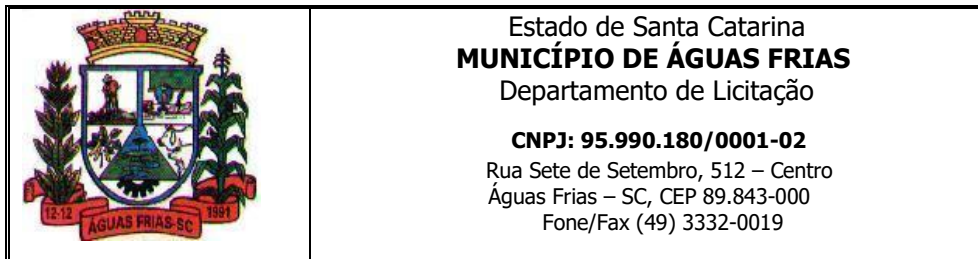 12-12
ÁGUAS FRIAS-SC
1991
Estado de Santa Catarina
MUNICÍPIO DE ÁGUAS FRIAS
Departamento de Licitação
CNPJ: 95.990.180/0001-02
Rua Sete de Setembro, 512 – Centro
Águas Frias – SC, CEP 89.843-000
Fone/Fax (49) 3332-0019